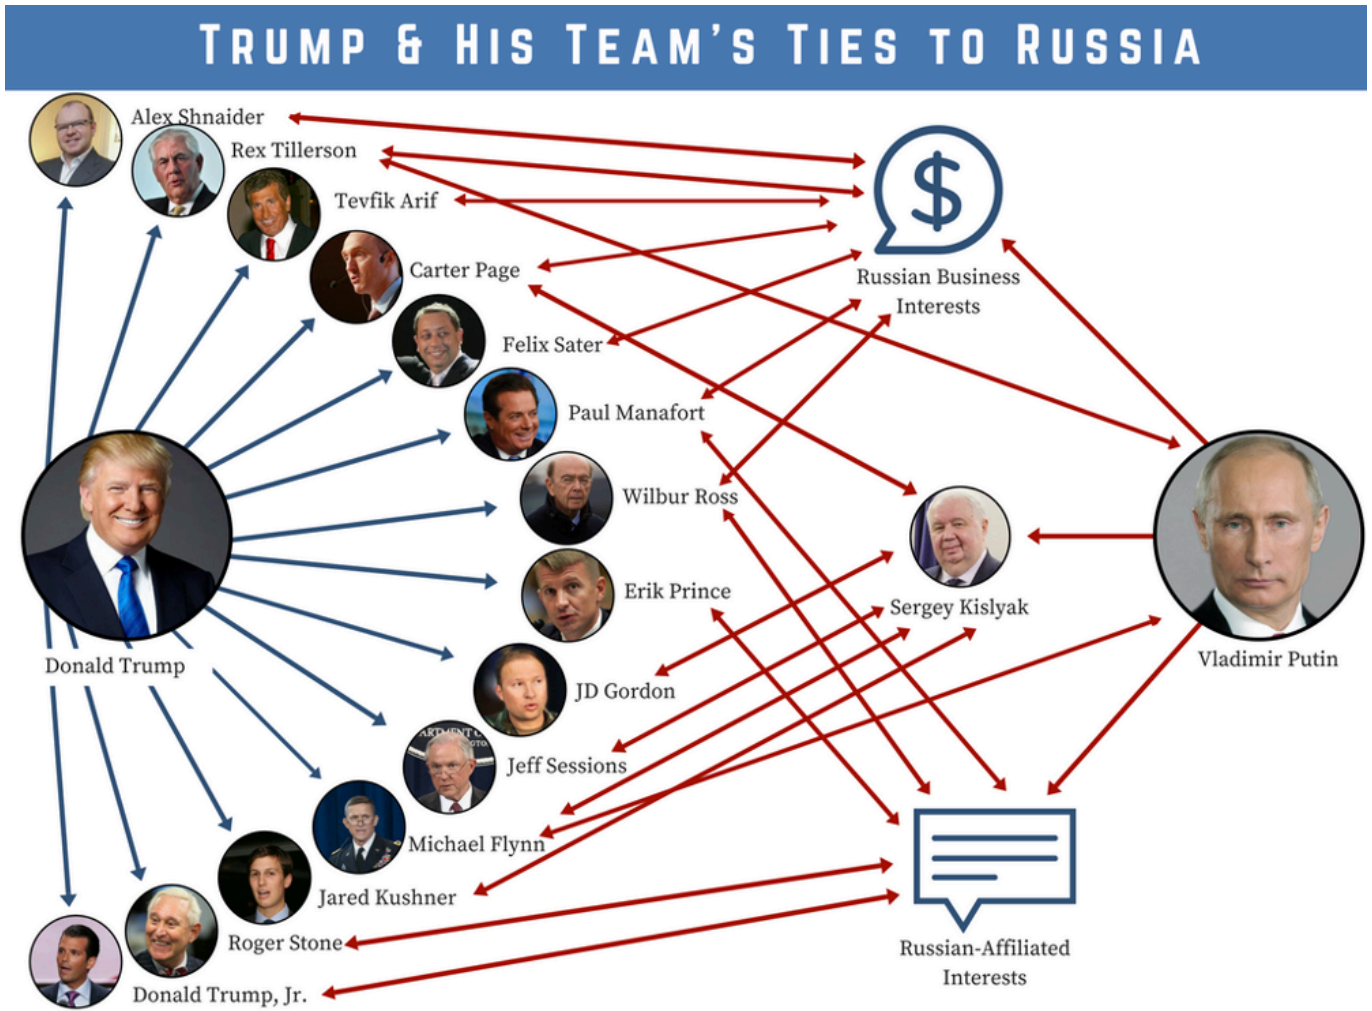 TRUMP & HIS TEAM'S TIES TO RUSSIA
Alex Shnaider
Rex Tillerson
Tevfik Arif
Carter Page
Felix Sater
Paul Manafort
Wilbur Ross
Erik Prince
JD Gordon
Jeff Sessions
Michael Flynn
Jared Kushner
Roger Stone
Donald Trump, Jr.
Donald Trump
$
Russian Business
Interests
Sergey Kislyak
Vladimir Putin
Russian-Affiliated
Interests